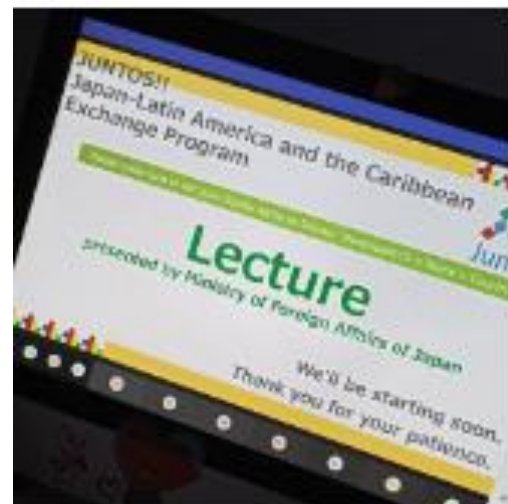 JUNTOS!!
Japan-Latin America and the Caribbean
Exchange Program
Lecture
presented by Ministry of Foreign Affairs of Japan
We'll be starting soon.
Thank you for your patience.